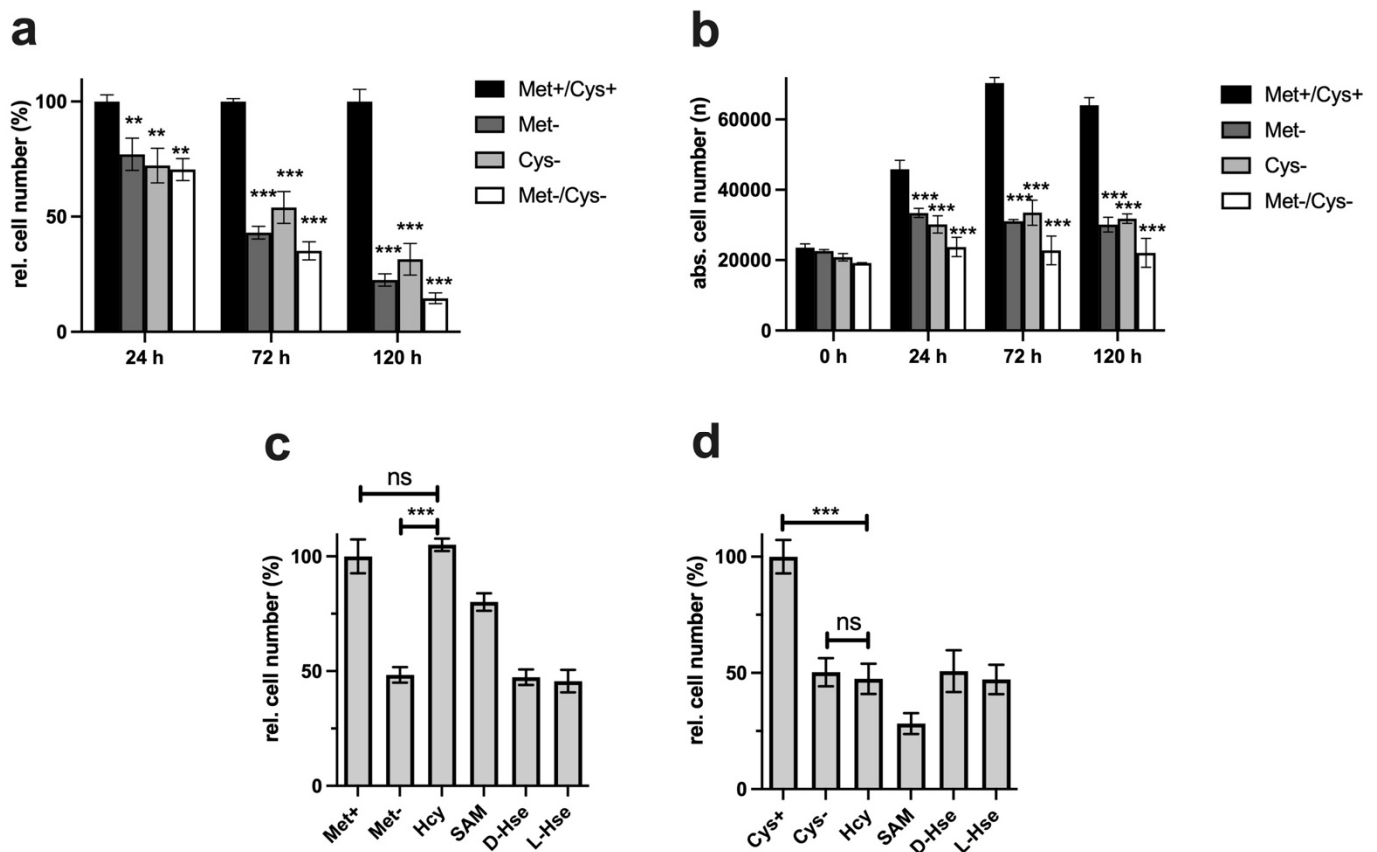 a
rel. cell number (%)
100
50
0
**
**
**
***
***
***
***
***
***
24 h
72 h
120 h
Met+/Cys+
Met-
Cys-
Met-/Cys-
b
abs. cell number (n)
60000
40000
20000
0
***
***
***
***
***
***
***
***
***
0 h
24 h
72 h
120 h
Met+/Cys+
Met-
Cys-
Met-/Cys-
c
ns
***
rel. cell number (%)
100
50
0
Met+
Met-
Hcy
SAM
D-Hse
L-Hse
d
***
ns
rel. cell number (%)
100
50
0
Cys+
Cys-
Hcy
SAM
D-Hse
L-Hse